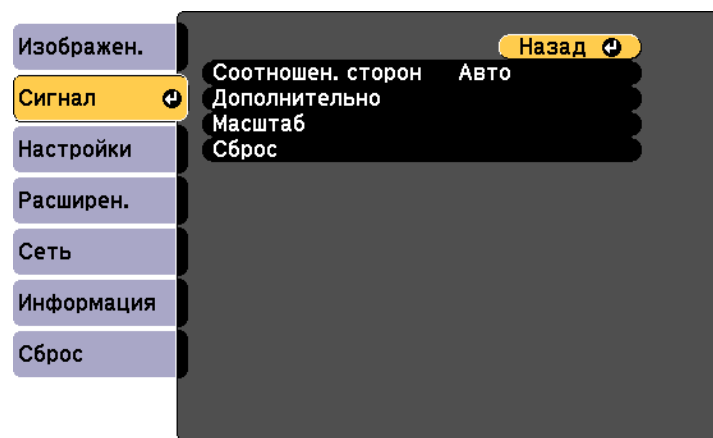 Изображен.
Сигнал
Настройки
Расширен.
Сеть
Информация
Сброс
Назад
Соотношен. сторон Авто
Дополнительно
Масштаб
Сброс